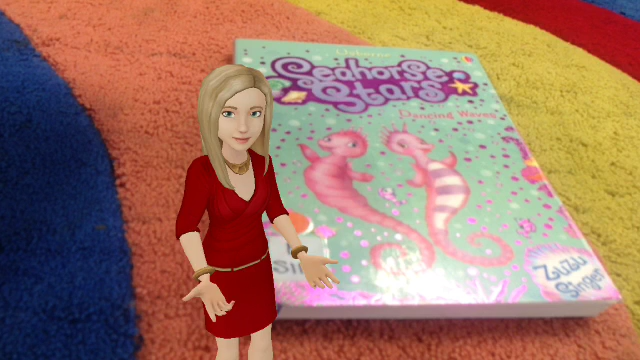 Usborne
Seahorse
Stars
Dancing Waves
Zuzu
Singer